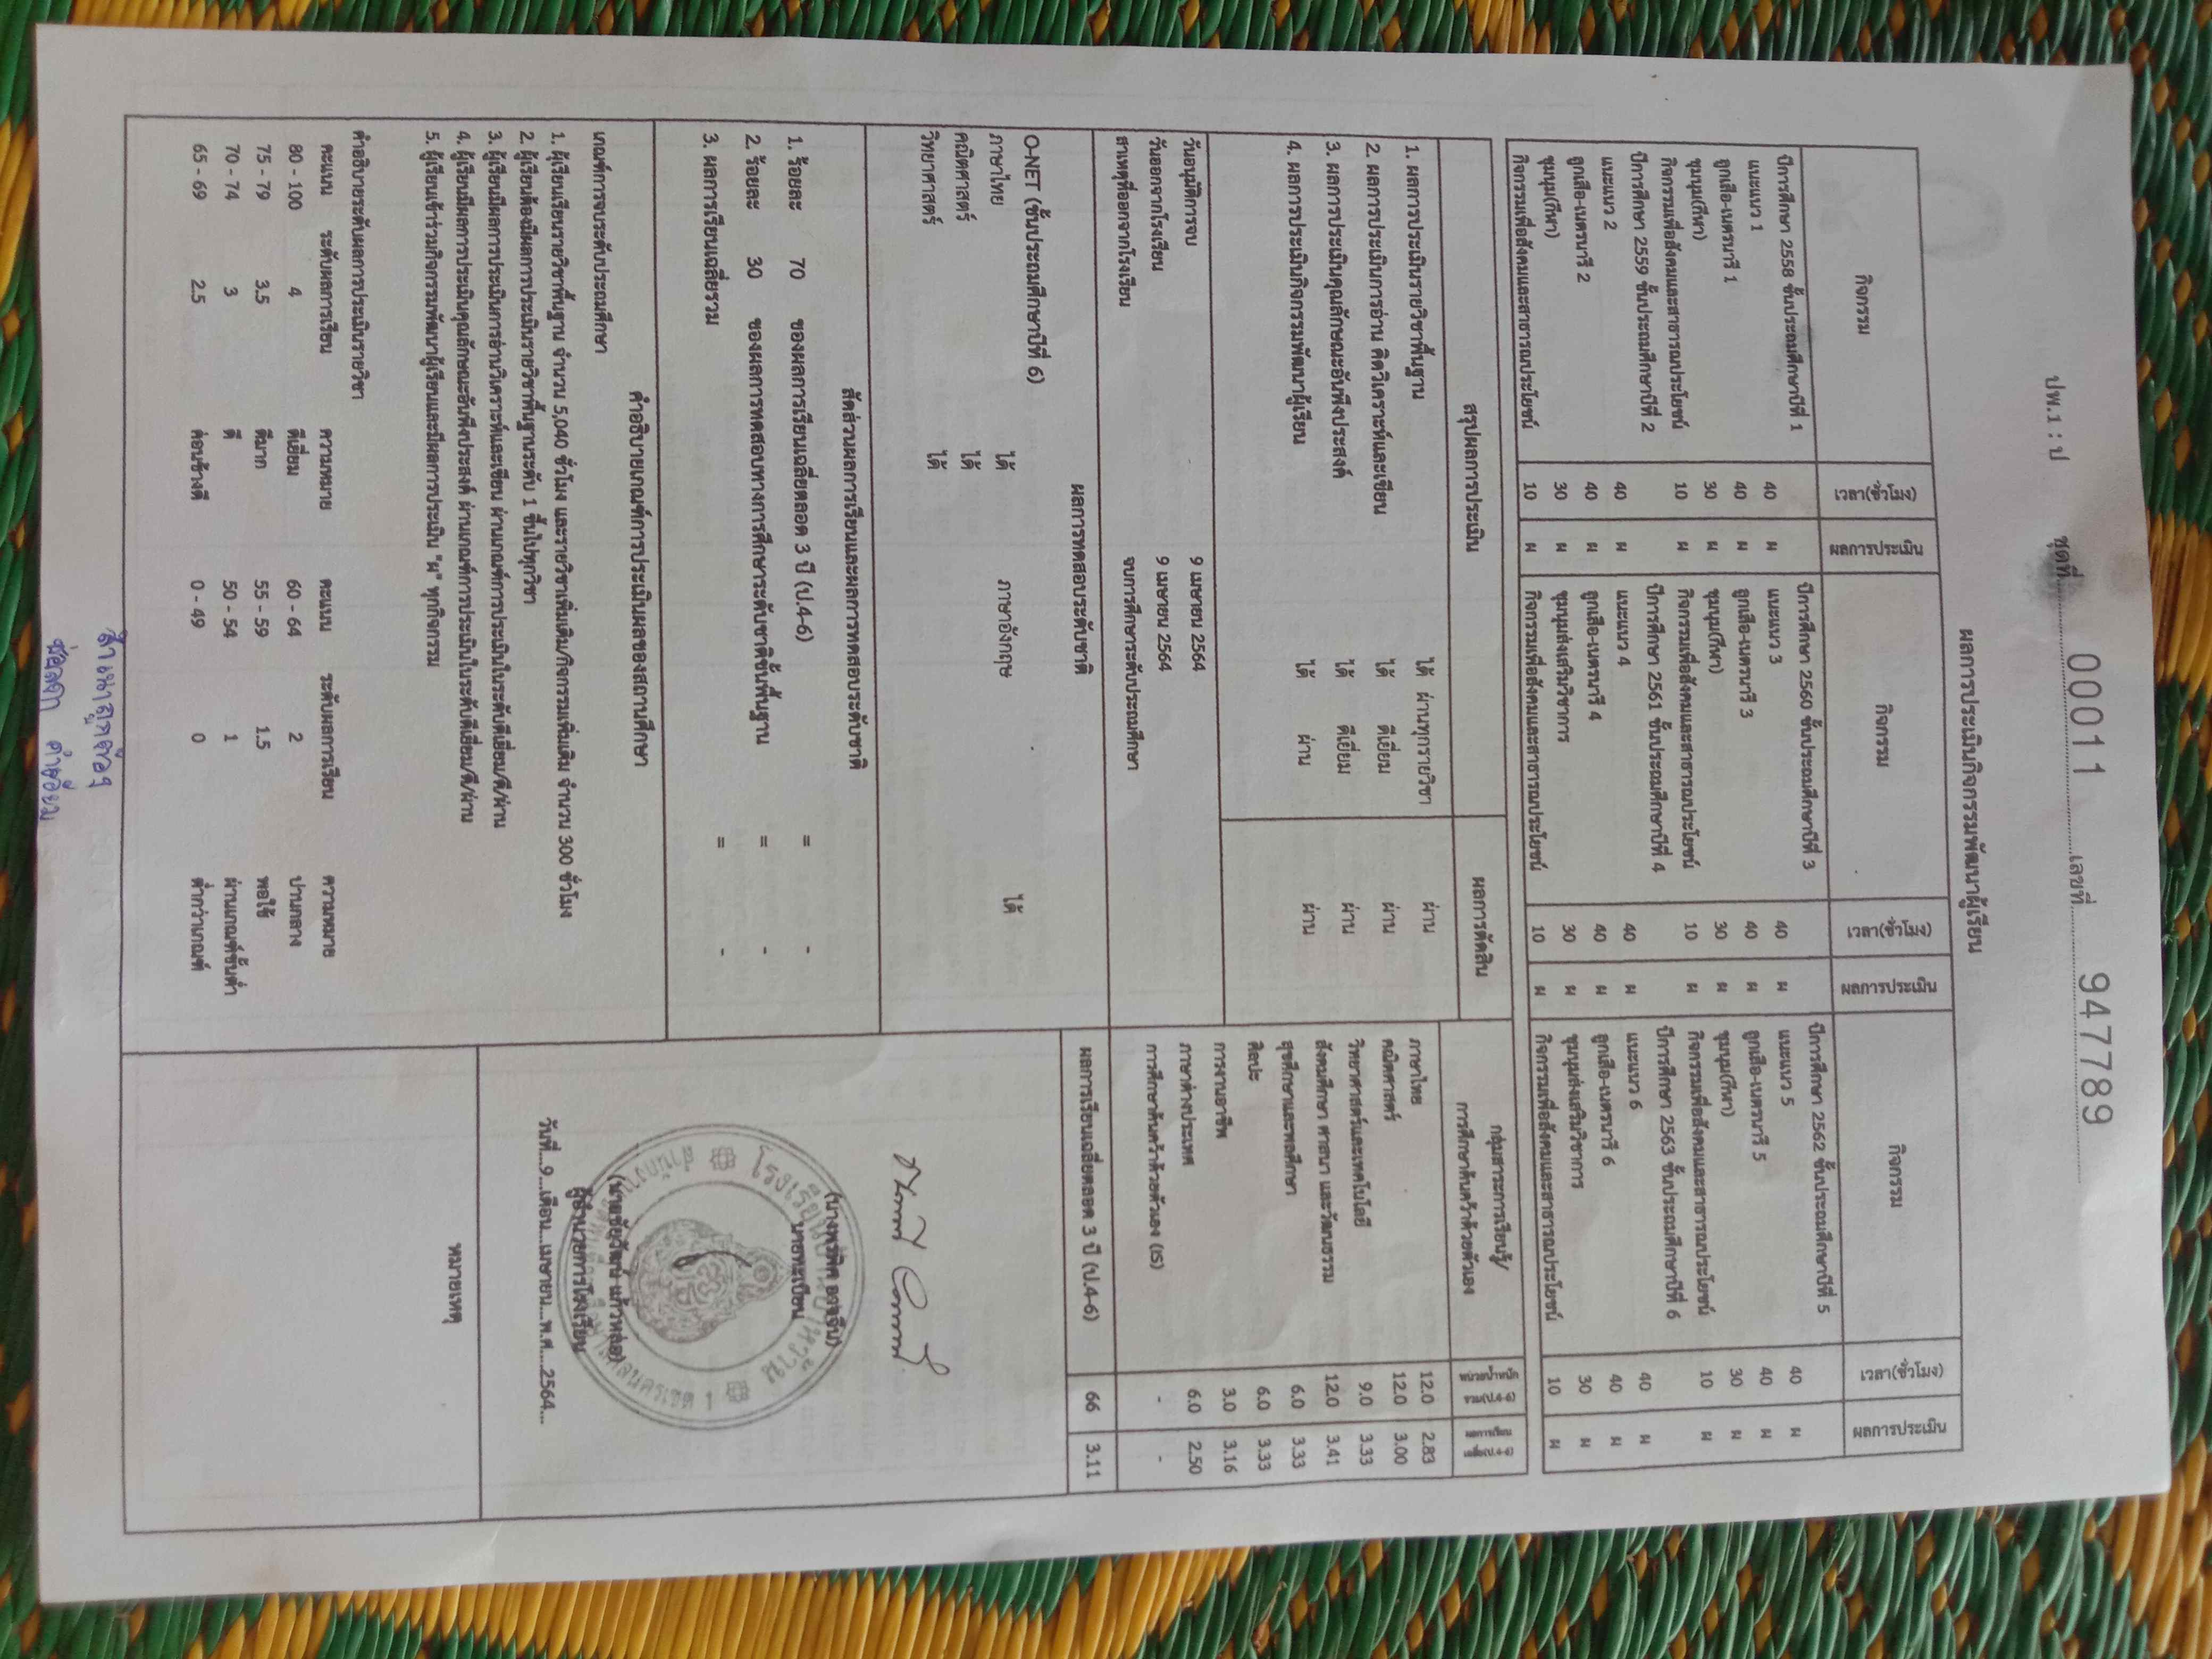 ปพ.1 : ป ชุดที่ 00011 เลขที่ 947789
ผลการประเมินกิจกรรมพัฒนาผู้เรียน
กิจกรรม เวลา(ชั่วโมง) ผลการประเมิน กิจกรรม เวลา(ชั่วโมง) ผลการประเมิน กิจกรรม เวลา(ชั่วโมง) ผลการประเมิน
ปีการศึกษา 2558 ชั้นประถมศึกษาปีที่ 1 ปีการศึกษา 2560 ชั้นประถมศึกษาปีที่ 3 ปีการศึกษา 2562 ชั้นประถมศึกษาปีที่ 5
แนะแนว 1 40 ผ แนะแนว 3 40 ผ แนะแนว 5 40 ผ
ลูกเสือ-เนตรนารี 1 40 ผ ลูกเสือ-เนตรนารี 3 40 ผ ลูกเสือ-เนตรนารี 5 40 ผ
ชุมนุม(กีฬา) 30 ผ ชุมนุม(กีฬา) 30 ผ ชุมนุม(กีฬา) 30 ผ
กิจกรรมเพื่อสังคมและสาธารณประโยชน์ 10 ผ กิจกรรมเพื่อสังคมและสาธารณประโยชน์ 10 ผ กิจกรรมเพื่อสังคมและสาธารณประโยชน์ 10 ผ
ปีการศึกษา 2559 ชั้นประถมศึกษาปีที่ 2 ปีการศึกษา 2561 ชั้นประถมศึกษาปีที่ 4 ปีการศึกษา 2563 ชั้นประถมศึกษาปีที่ 6
แนะแนว 2 40 ผ แนะแนว 4 40 ผ แนะแนว 6 40 ผ
ลูกเสือ-เนตรนารี 2 40 ผ ลูกเสือ-เนตรนารี 4 40 ผ ลูกเสือ-เนตรนารี 6 40 ผ
ชุมนุม(กีฬา) 30 ผ ชุมนุมส่งเสริมวิชาการ 30 ผ ชุมนุมส่งเสริมวิชาการ 30 ผ
กิจกรรมเพื่อสังคมและสาธารณประโยชน์ 10 ผ กิจกรรมเพื่อสังคมและสาธารณประโยชน์ 10 ผ กิจกรรมเพื่อสังคมและสาธารณประโยชน์ 10 ผ
สรุปผลการประเมิน ผลการตัดสิน
1. ผลการประเมินรายวิชาพื้นฐาน ได้ ผ่านทุกรายวิชา ผ่าน
2. ผลการประเมินการอ่าน คิดวิเคราะห์และเขียน ได้ ดีเยี่ยม ผ่าน
3. ผลการประเมินคุณลักษณะอันพึงประสงค์ ได้ ดีเยี่ยม ผ่าน
4. ผลการประเมินกิจกรรมพัฒนาผู้เรียน ได้ ผ่าน ผ่าน
วันอนุมัติการจบ 9 เมษายน 2564
วันออกจากโรงเรียน 9 เมษายน 2564
สาเหตุที่ออกจากโรงเรียน จบการศึกษาระดับประถมศึกษา
ผลการทดสอบระดับชาติ
O-NET (ชั้นประถมศึกษาปีที่ 6)
ภาษาไทย ได้ ภาษาอังกฤษ ได้
คณิตศาสตร์ ได้
วิทยาศาสตร์ ได้
สัดส่วนผลการเรียนและผลการทดสอบระดับชาติ
1. ร้อยละ 70 ของผลการเรียนเฉลี่ยตลอด 3 ปี (ป.4-6) = -
2. ร้อยละ 30 ของผลการทดสอบทางการศึกษาระดับชาติขั้นพื้นฐาน = -
3. ผลการเรียนเฉลี่ยรวม = -
คำอธิบายเกณฑ์การประเมินผลของสถานศึกษา
เกณฑ์การจบระดับประถมศึกษา
1. ผู้เรียนเรียนรายวิชาพื้นฐาน จำนวน 5,040 ชั่วโมง และรายวิชาเพิ่มเติม/กิจกรรมเพิ่มเติม จำนวน 300 ชั่วโมง
2. ผู้เรียนต้องมีผลการประเมินรายวิชาพื้นฐานระดับ 1 ขึ้นไปทุกวิชา
3. ผู้เรียนมีผลการประเมินการอ่านวิเคราะห์และเขียน ผ่านเกณฑ์การประเมินในระดับดีเยี่ยม/ดี/ผ่าน
4. ผู้เรียนมีผลการประเมินคุณลักษณะอันพึงประสงค์ ผ่านเกณฑ์การประเมินในระดับดีเยี่ยม/ดี/ผ่าน
5. ผู้เรียนเข้าร่วมกิจกรรมพัฒนาผู้เรียนและมีผลการประเมิน "ผ" ทุกกิจกรรม
คำอธิบายระดับผลการประเมินรายวิชา
คะแนน ระดับผลการเรียน ความหมาย คะแนน ระดับผลการเรียน ความหมาย
80 - 100 4 ดีเยี่ยม 60 - 64 2 ปานกลาง
75 - 79 3.5 ดีมาก 55 - 59 1.5 พอใช้
70 - 74 3 ดี 50 - 54 1 ผ่านเกณฑ์ขั้นต่ำ
65 - 69 2.5 ค่อนข้างดี 0 - 49 0 ต่ำกว่าเกณฑ์
กลุ่มสาระการเรียนรู้/ หน่วยน้ำหนัก ผลการเรียน
การศึกษาค้นคว้าด้วยตัวเอง รวม(ป.4-6) เฉลี่ย(ป.4-6)
ภาษาไทย 12.0 2.83
คณิตศาสตร์ 12.0 3.00
วิทยาศาสตร์และเทคโนโลยี 9.0 3.33
สังคมศึกษา ศาสนา และวัฒนธรรม 12.0 3.41
สุขศึกษาและพลศึกษา 6.0 3.33
ศิลปะ 6.0 3.33
การงานอาชีพ 3.0 3.16
ภาษาต่างประเทศ 6.0 2.50
การศึกษาค้นคว้าด้วยตัวเอง (IS) - -
ผลการเรียนเฉลี่ยตลอด 3 ปี (ป.4-6) 66 3.11
นายทะเบียน
(นายชัยวัฒน์ แก้วหล่อ)
ผู้อำนวยการโรงเรียน
วันที่...9...เดือน...เมษายน...พ.ศ....2564...
หมายเหตุ
สำเนาถูกต้อง